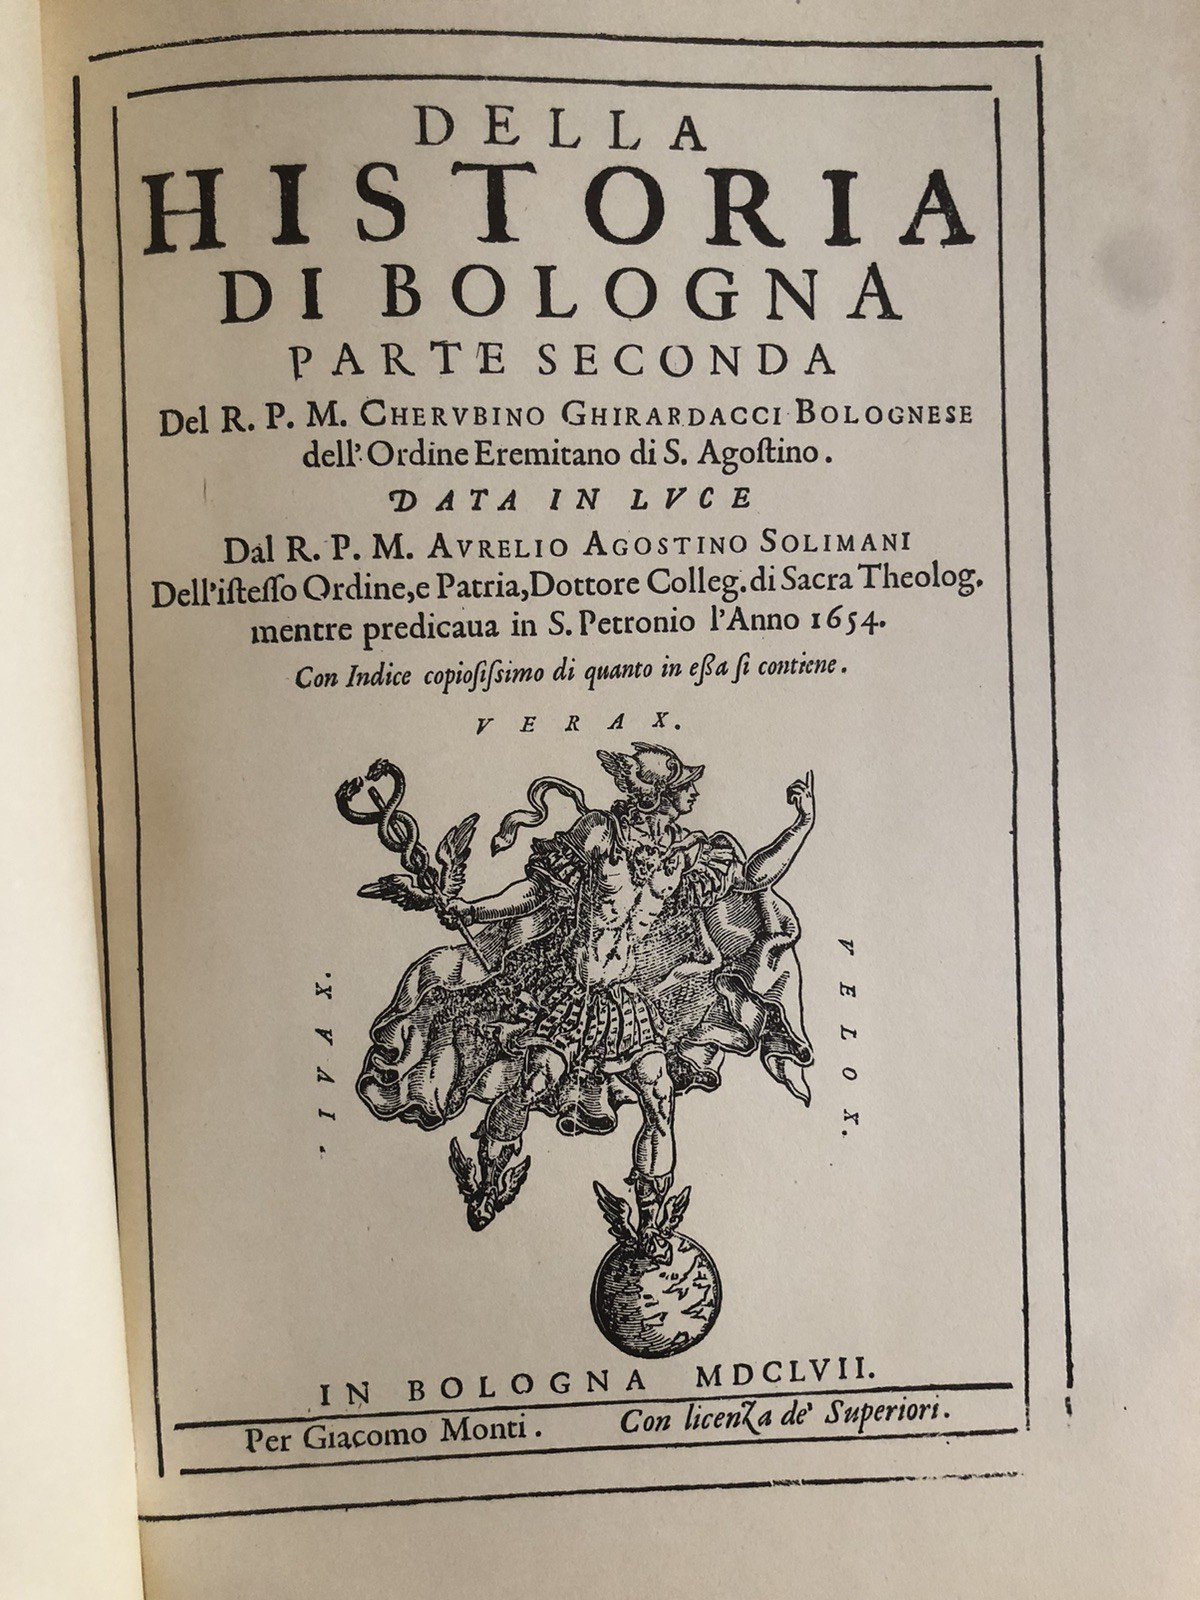 DELLA
HISTORIA
DI BOLOGNA
PARTE SECONDA
Del R. P. M. CHERVBINO GHIRARDACCI BOLOGNESE
dell' Ordine Eremitano di S. Agoſtino.
DATA IN LVCE
Dal R. P. M. AVRELIO AGOSTINO SOLIMANI
Dell'iſteſſo Ordine, e Patria, Dottore Colleg. di Sacra Theolog.
mentre predicaua in S. Petronio l'Anno 1654.
Con Indice copioſiſsimo di quanto in eßa ſi contiene.
VERAX.
IVAX.
VELOX.
IN BOLOGNA MDCLVII.
Per Giacomo Monti. Con licenza de' Superiori.